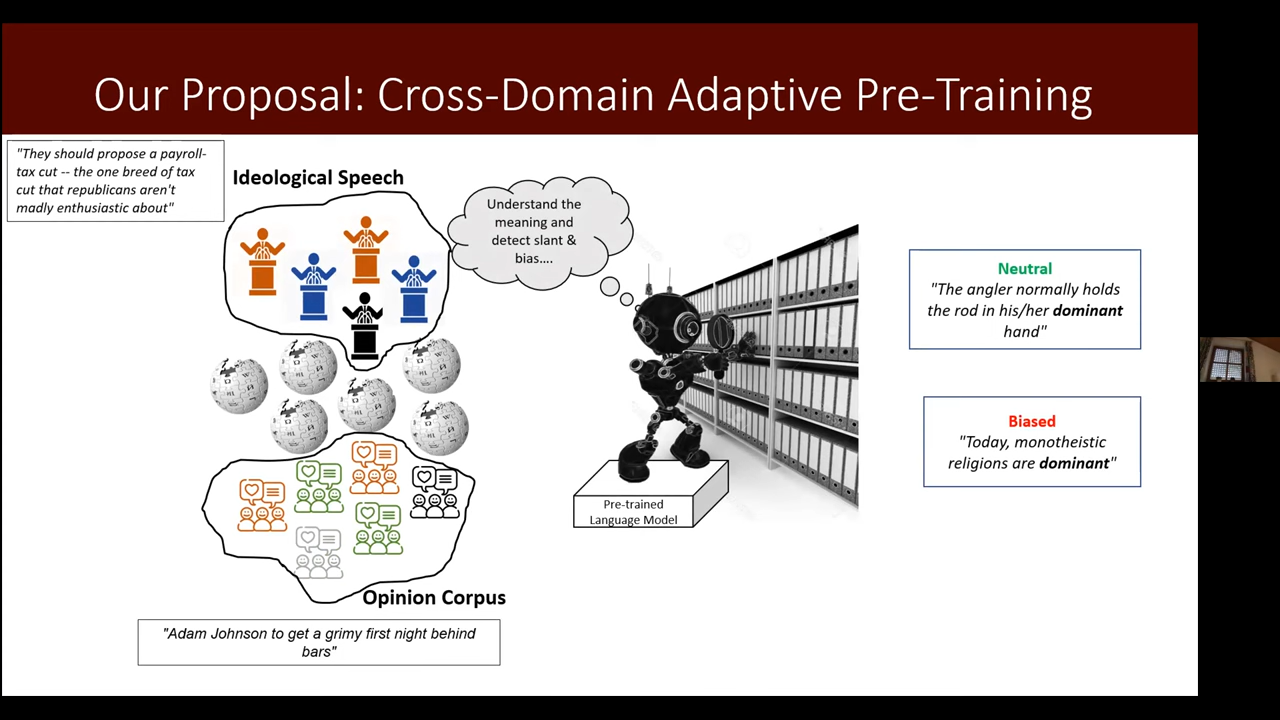 Our Proposal: Cross-Domain Adaptive Pre-Training
"They should propose a payroll-
tax cut -- the one breed of tax
cut that republicans aren't
madly enthusiastic about"
Ideological Speech
Understand the
meaning and
detect slant &
bias....
Neutral
"The angler normally holds
the rod in his/her dominant
hand"
Biased
"Today, monotheistic
religions are dominant"
Pre-trained
Language Model
Opinion Corpus
"Adam Johnson to get a grimy first night behind
bars"